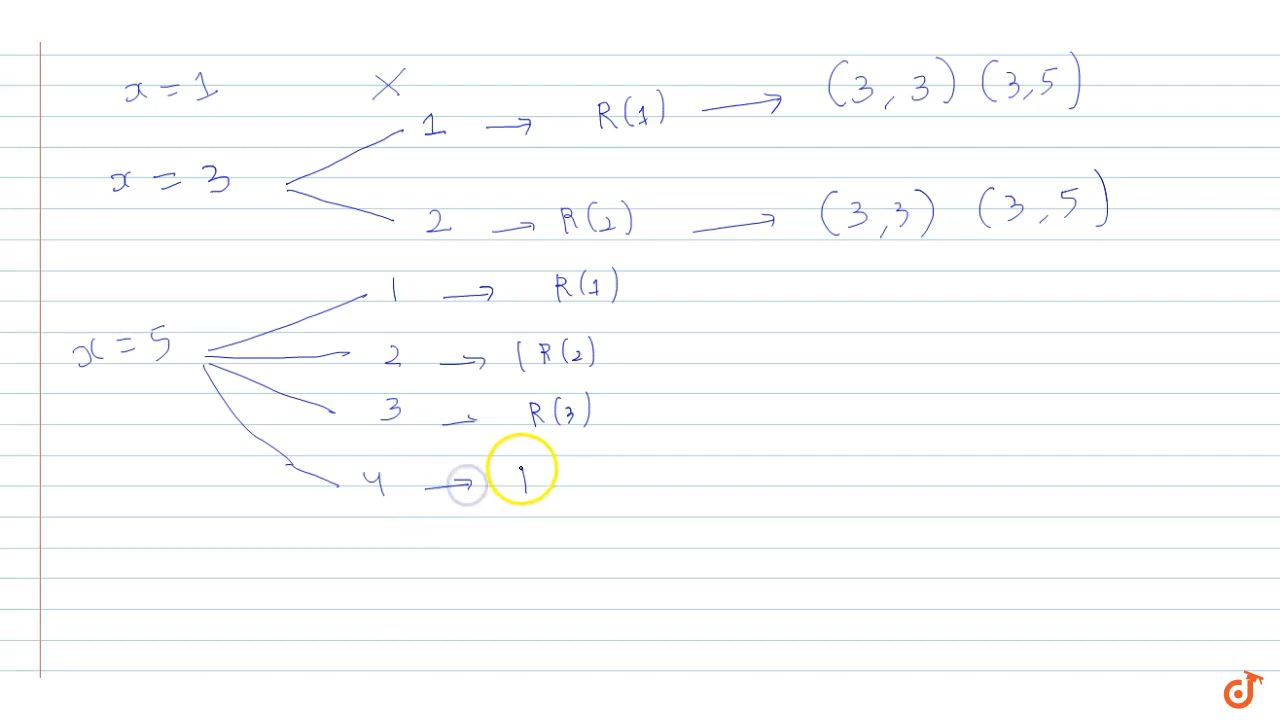 x = 1 X
1 → R(1) → (3, 3) (3,5)
x = 3
2 → R(2) → (3,3) (3,5)
1 → R(1)
x = 5
2 → R(2)
3 → R(3)
4 →